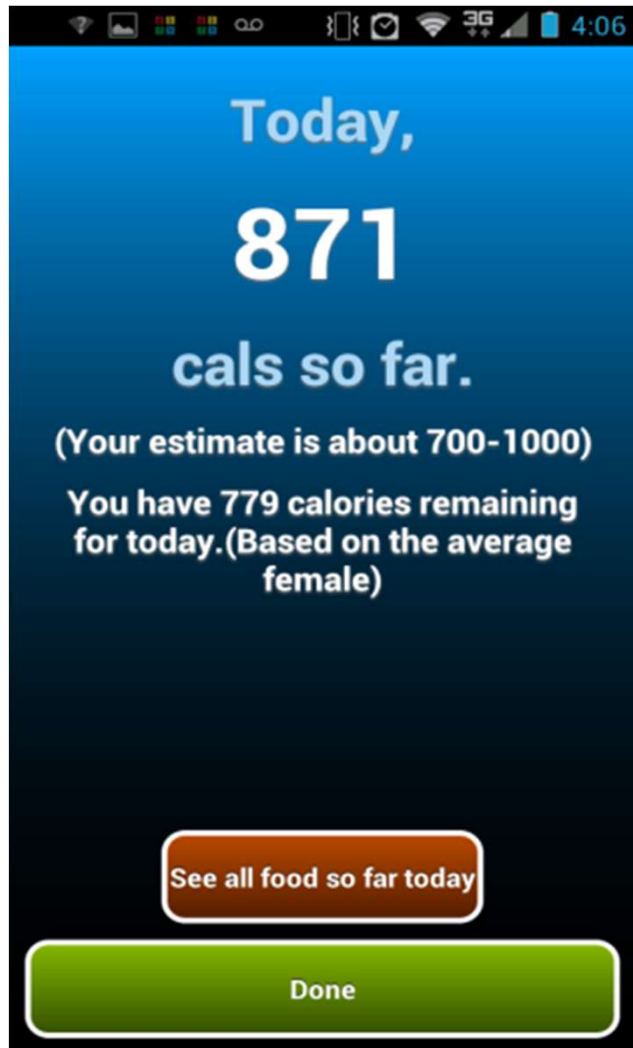 3G 4:06
Today,
871
cals so far.
(Your estimate is about 700-1000)
You have 779 calories remaining
for today.(Based on the average
female)
See all food so far today
Done